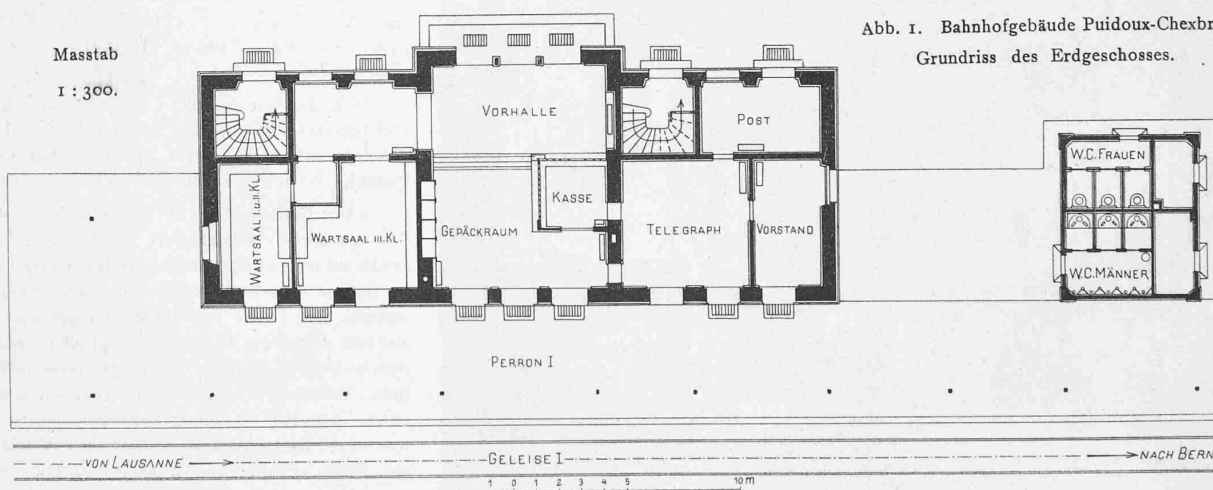 Masstab
1 : 300.
Abb. 1. Bahnhofgebäude Puidoux-Chexbr
Grundriss des Erdgeschosses.
VORHALLE
POST
W.C. FRAUEN
WARTSAAL I.U.II.KL.
WARTSAAL III.KL.
GEPÄCKRAUM
KASSE
TELEGRAPH
VORSTAND
W.C. MÄNNER
PERRON I
VON LAUSANNE
GELEISE I
NACH BERN
1 0 1 2 3 4 5 10 m